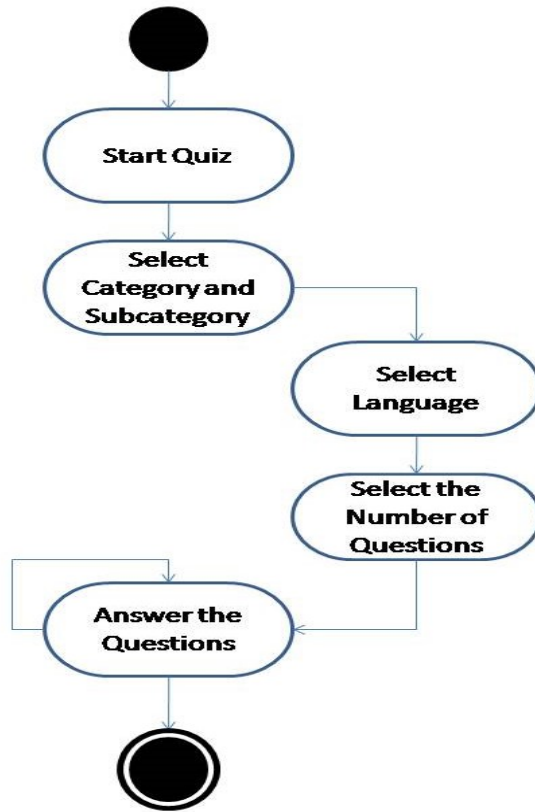 Start Quiz
Select
Category and
Subcategory
Select
Language
Select the
Number of
Questions
Answer the
Questions